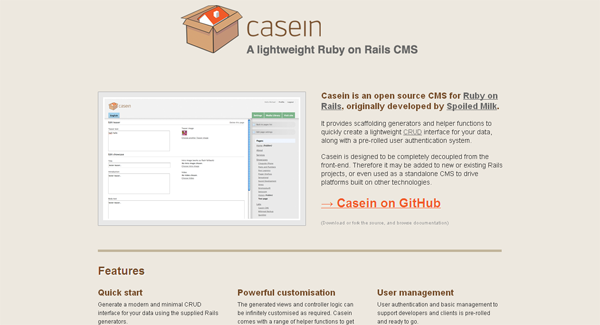 casein
A lightweight Ruby on Rails CMS
Casein is an open source CMS for Ruby on
Rails, originally developed by Spoiled Milk.
It provides scaffolding generators and helper functions to
quickly create a lightweight CRUD interface for your data,
along with a pre-rolled user authentication system.
Casein is designed to be completely decoupled from the
front-end. Therefore it may be added to new or existing Rails
projects, or even used as a standalone CMS to drive
platforms built on other technologies.
→ Casein on GitHub
(Download or fork the source, and browse documentation)
casein
Features
Quick start
Generate a modern and minimal CRUD
interface for your data using the supplied Rails
generators.
Powerful customisation
The generated views and controller logic can
be infinitely customised as required. Casein
comes with a range of helper functions to get
User management
User authentication and basic management to
support developers and clients is pre-rolled
and ready to go.